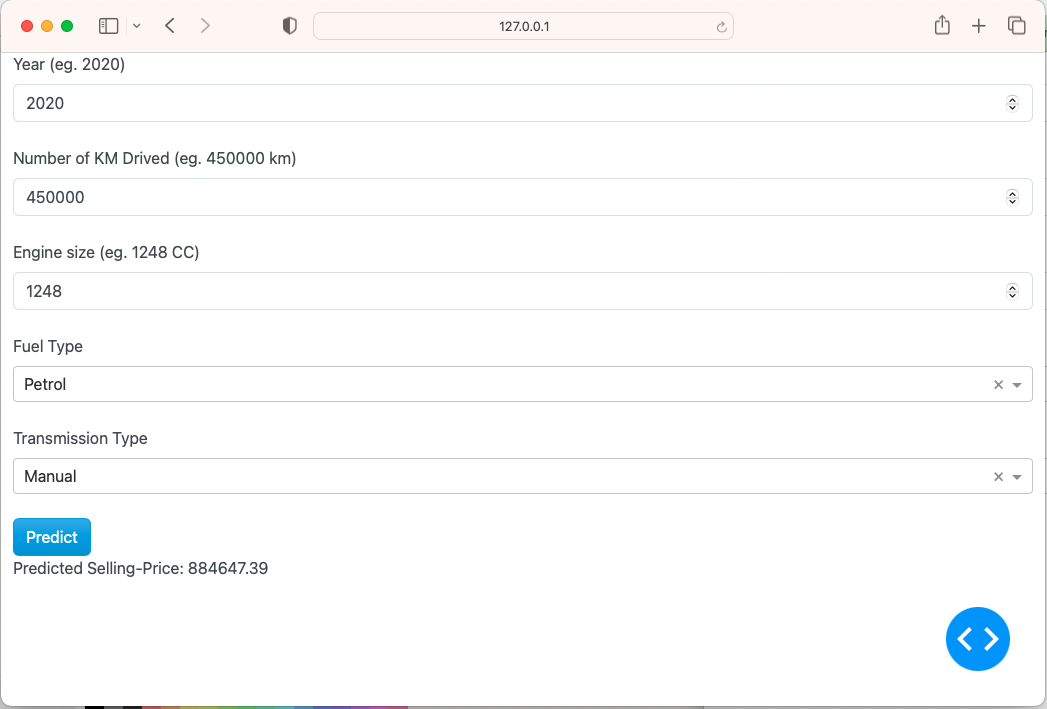 127.0.0.1
Year (eg. 2020)
2020
Number of KM Drived (eg. 450000 km)
450000
Engine size (eg. 1248 CC)
1248
Fuel Type
Petrol
Transmission Type
Manual
Predict
Predicted Selling-Price: 884647.39